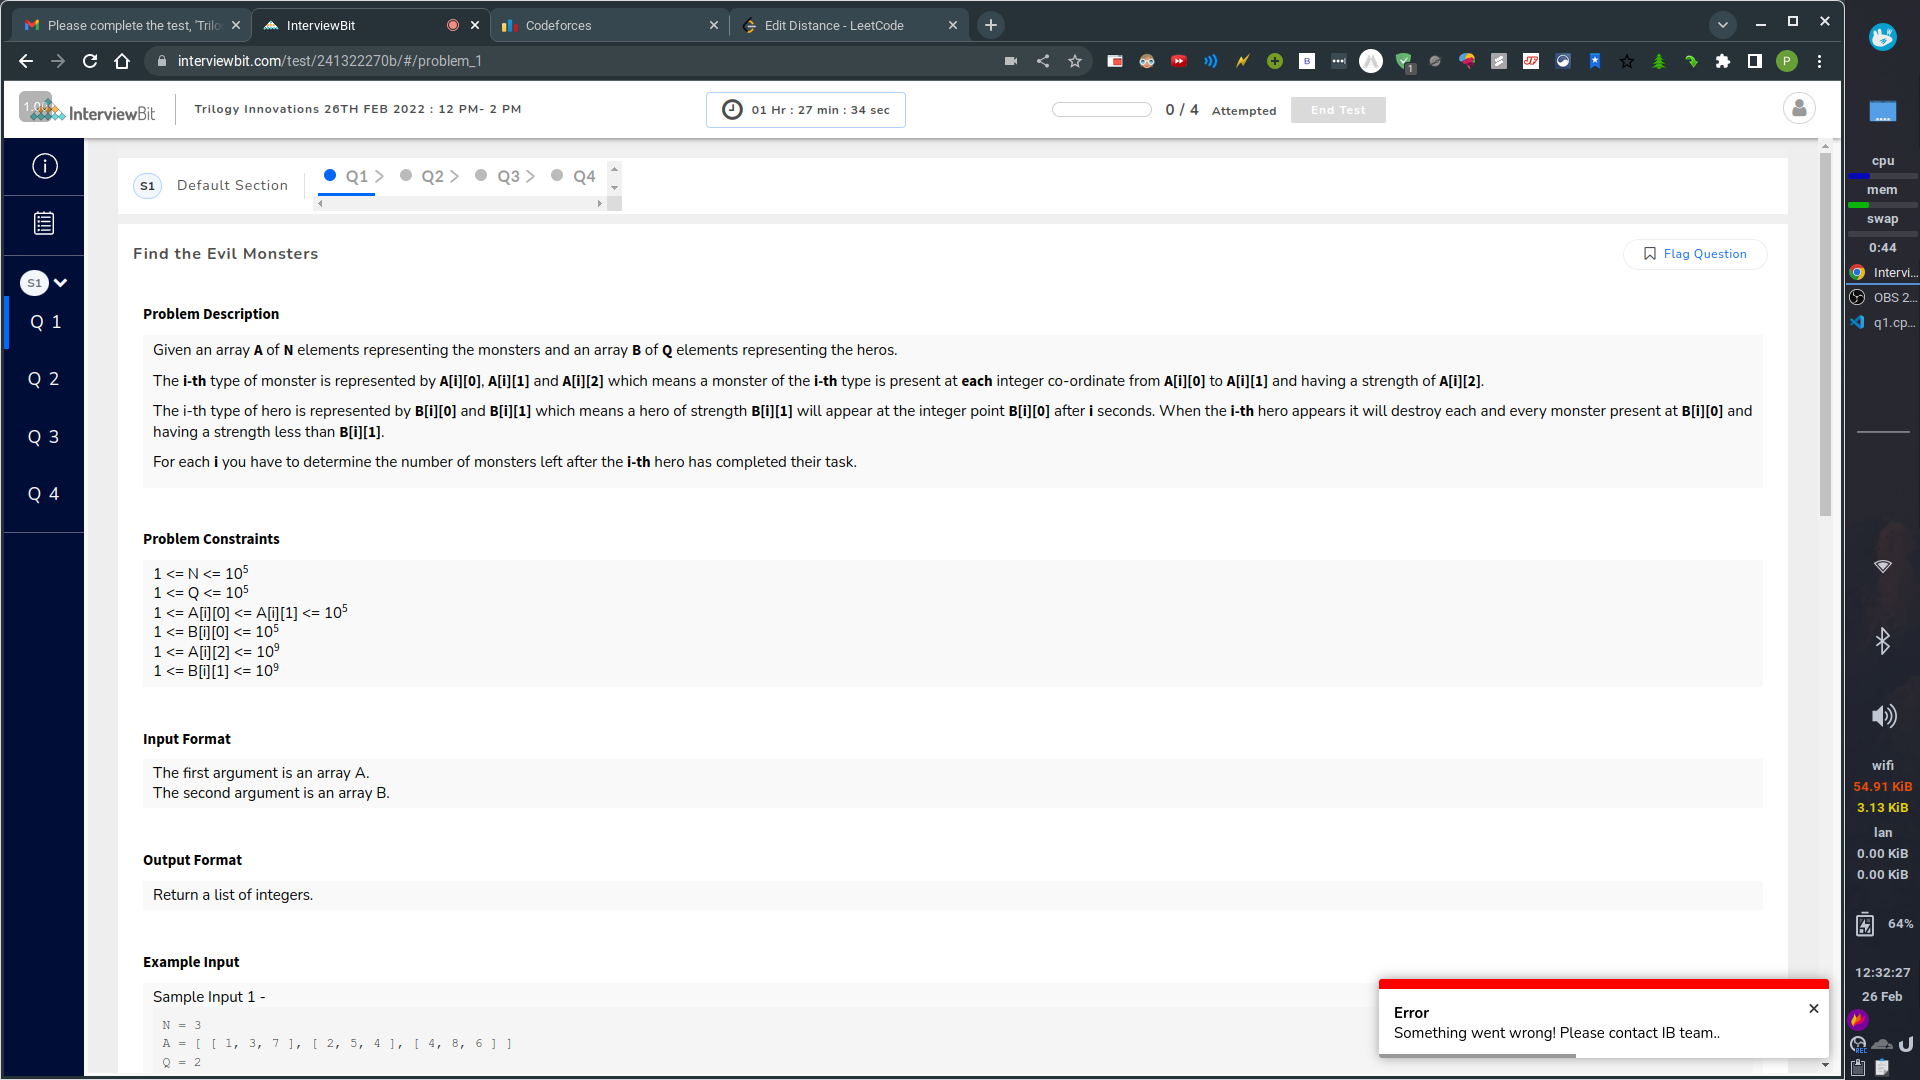 Please complete the test, 'Trilo
InterviewBit
Codeforces
Edit Distance - LeetCode
interviewbit.com/test/241322270b/#/problem_1
InterviewBit
Trilogy Innovations 26TH FEB 2022 : 12 PM- 2 PM
01 Hr : 27 min : 34 sec
0 / 4 Attempted
End Test
S1 Default Section
Q1
Q2
Q3
Q4
S1
Q 1
Q 2
Q 3
Q 4
Find the Evil Monsters
Flag Question
Problem Description
Given an array A of N elements representing the monsters and an array B of Q elements representing the heros.
The i-th type of monster is represented by A[i][0], A[i][1] and A[i][2] which means a monster of the i-th type is present at each integer co-ordinate from A[i][0] to A[i][1] and having a strength of A[i][2].
The i-th type of hero is represented by B[i][0] and B[i][1] which means a hero of strength B[i][1] will appear at the integer point B[i][0] after i seconds. When the i-th hero appears it will destroy each and every monster present at B[i][0] and
having a strength less than B[i][1].
For each i you have to determine the number of monsters left after the i-th hero has completed their task.
Problem Constraints
1 <= N <= 10^5
1 <= Q <= 10^5
1 <= A[i][0] <= A[i][1] <= 10^5
1 <= B[i][0] <= 10^5
1 <= A[i][2] <= 10^9
1 <= B[i][1] <= 10^9
Input Format
The first argument is an array A.
The second argument is an array B.
Output Format
Return a list of integers.
Example Input
Sample Input 1 -
N = 3
A = [ [ 1, 3, 7 ], [ 2, 5, 4 ], [ 4, 8, 6 ] ]
Q = 2
Error
Something went wrong! Please contact IB team..
cpu
mem
swap
0:44
Intervi...
OBS 2...
q1.cp...
wifi
54.91 KiB
3.13 KiB
lan
0.00 KiB
0.00 KiB
64%
12:32:27
26 Feb